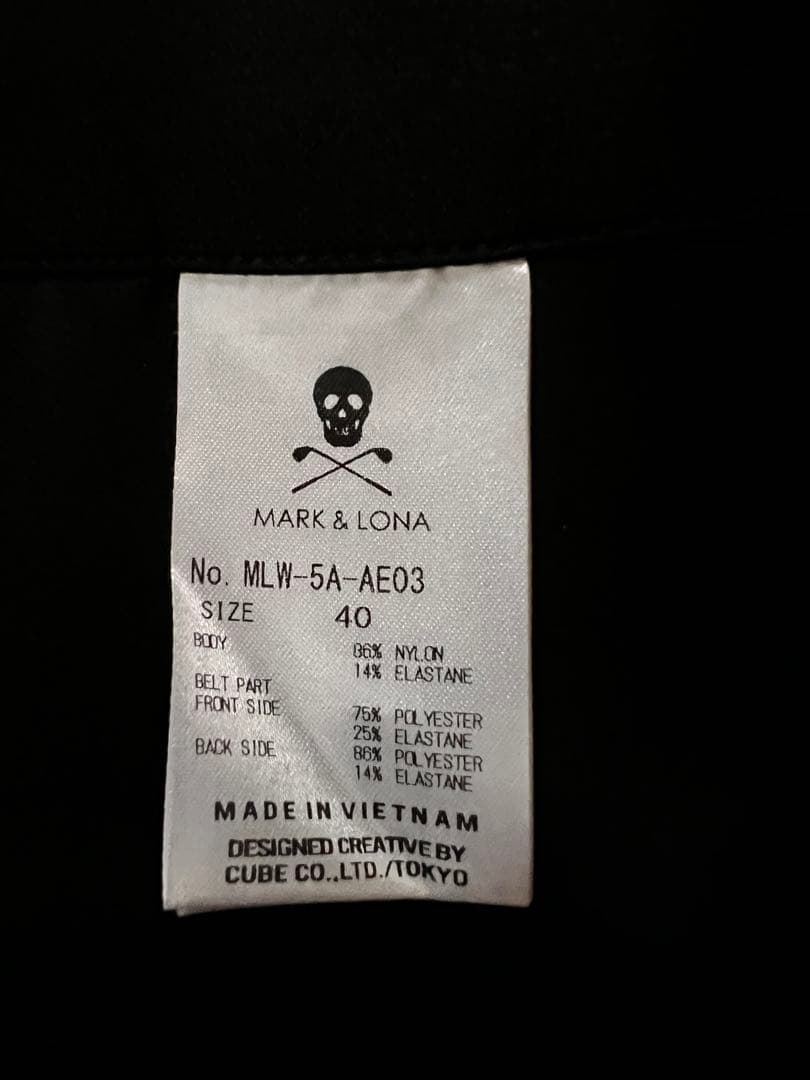 MARK & LONA
No. MLW-5A-AE03
SIZE 40
BODY 86% NYLON
14% ELASTANE
BELT PART
FRONT SIDE 75% POLYESTER
25% ELASTANE
BACK SIDE 86% POLYESTER
14% ELASTANE
MADE IN VIETNAM
DESIGNED CREATIVE BY
CUBE CO.,LTD./TOKYO